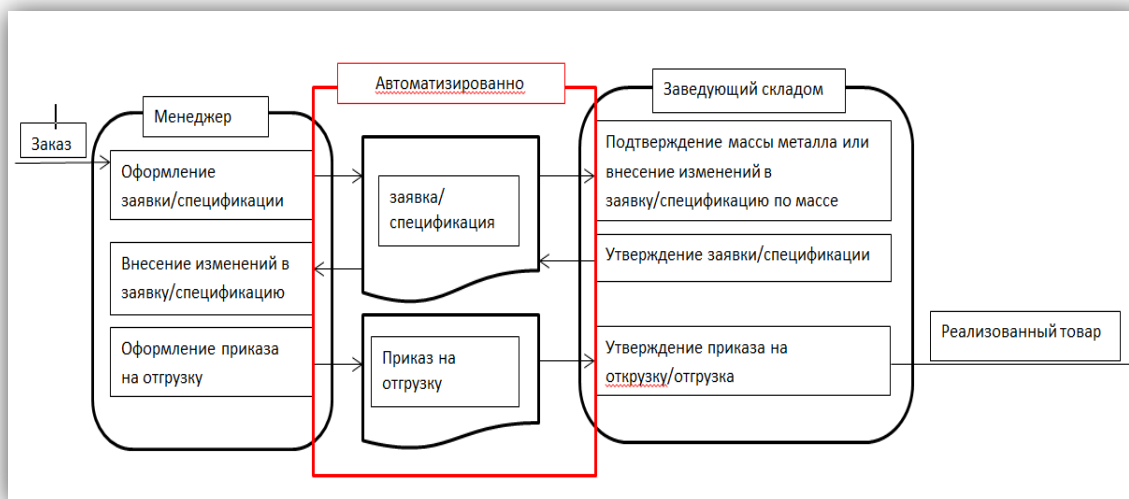 Автоматизированно
Заведующий складом
Менеджер
Заказ
Оформление
заявки/спецификации
заявка/
спецификация
Подтверждение массы металла или
внесение изменений в
заявку/спецификацию по массе
Внесение изменений в
заявку/спецификацию
Утверждение заявки/спецификации
Оформление приказа
на отгрузку
Приказ на
отгрузку
Утверждение приказа на
открузку/отгрузка
Реализованный товар